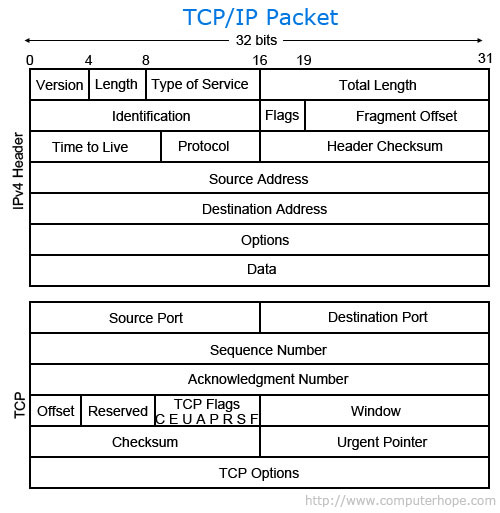 TCP/IP Packet
32 bits
0 4 8 16 19 31
Version Length Type of Service Total Length
Identification Flags Fragment Offset
Time to Live Protocol Header Checksum
Source Address
Destination Address
Options
Data
IPv4 Header
Source Port Destination Port
Sequence Number
Acknowledgment Number
Offset Reserved TCP Flags Window
C E U A P R S F
Checksum Urgent Pointer
TCP Options
TCP
http://www.computerhope.com